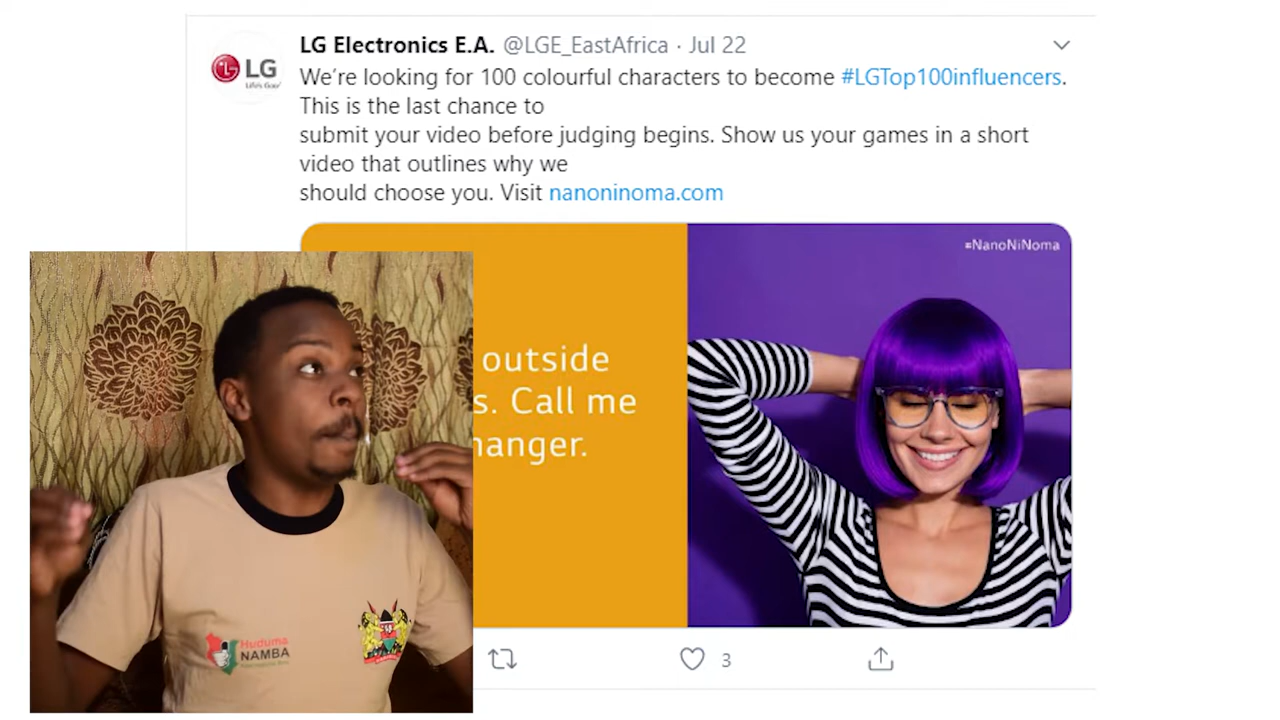 LG Electronics E.A. @LGE_EastAfrica · Jul 22
LG
We're looking for 100 colourful characters to become #LGTop100influencers.
This is the last chance to
submit your video before judging begins. Show us your games in a short
video that outlines why we
should choose you. Visit nanoninoma.com
#NanoNiNoma
outside
s. Call me
hanger.
Huduma
NAMBA
3